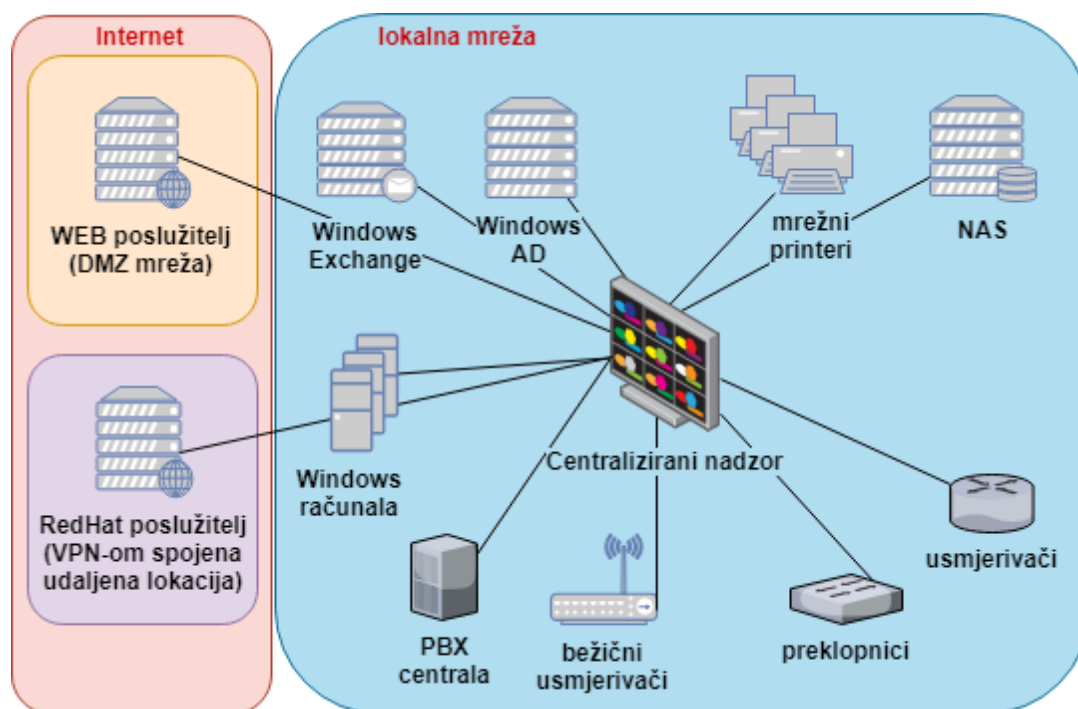 Internet
lokalna mreža
WEB poslužitelj
(DMZ mreža)
Windows
Exchange
Windows
AD
mrežni
printeri
NAS
RedHat poslužitelj
(VPN-om spojena
udaljena lokacija)
Windows
računala
Centralizirani nadzor
PBX
centrala
bežični
usmjerivači
preklopnici
usmjerivači